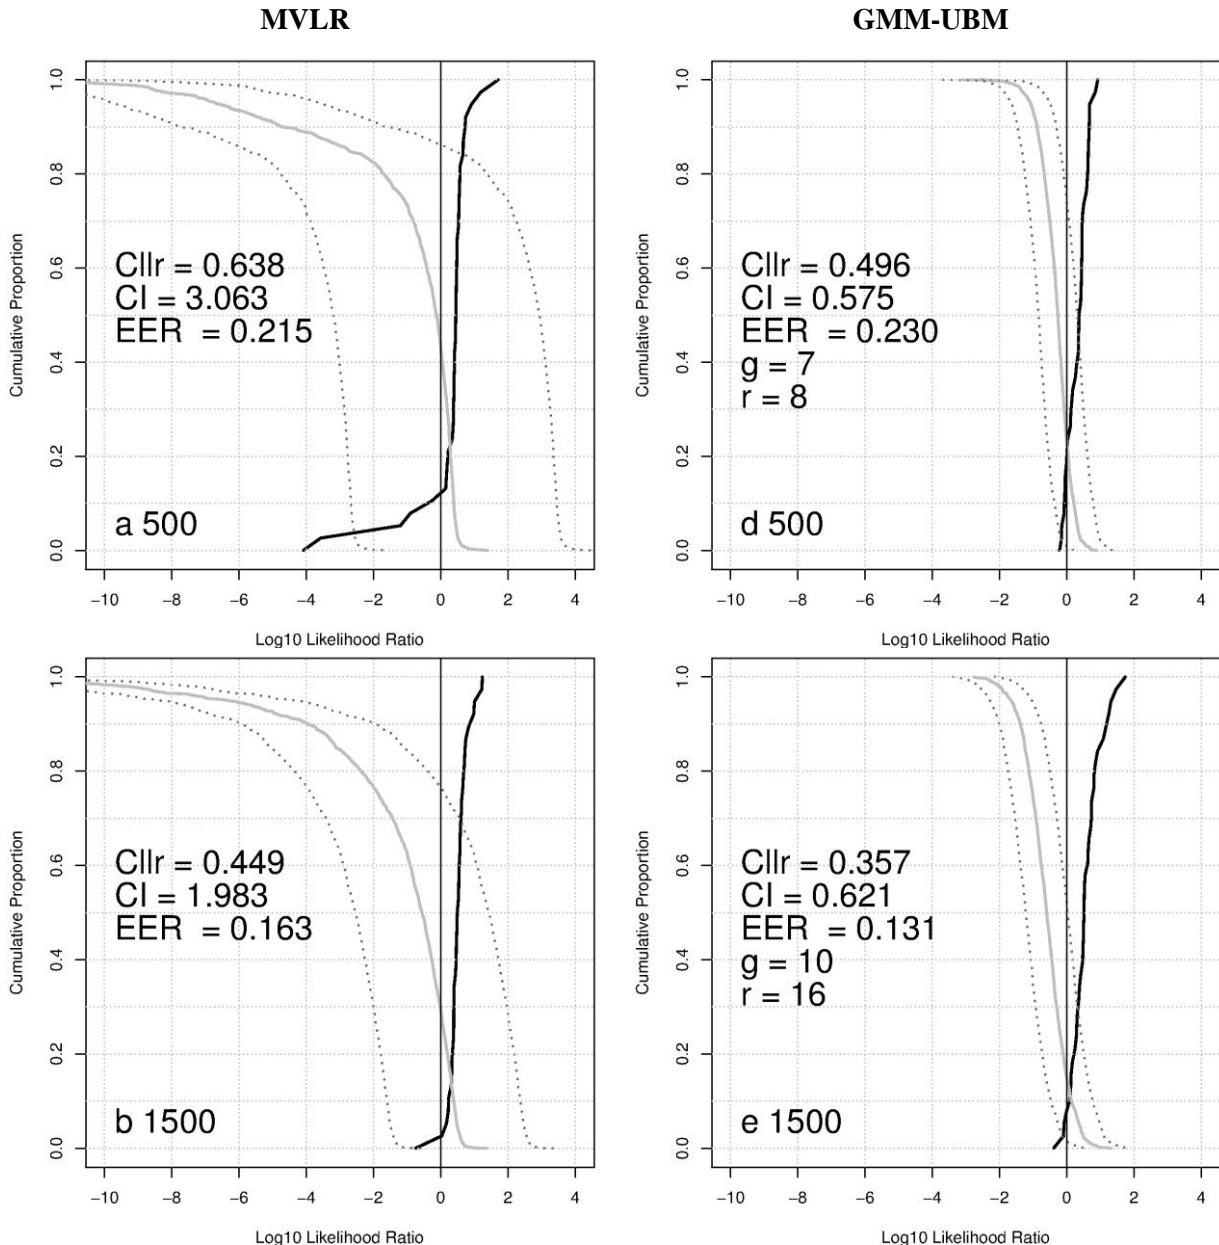 MVLR
GMM-UBM
Cumulative Proportion
0.0 0.2 0.4 0.6 0.8 1.0
Cllr = 0.638
CI = 3.063
EER = 0.215
a 500
−10 −8 −6 −4 −2 0 2 4
Log10 Likelihood Ratio
Cumulative Proportion
0.0 0.2 0.4 0.6 0.8 1.0
Cllr = 0.496
CI = 0.575
EER = 0.230
g = 7
r = 8
d 500
−10 −8 −6 −4 −2 0 2 4
Log10 Likelihood Ratio
Cumulative Proportion
0.0 0.2 0.4 0.6 0.8 1.0
Cllr = 0.449
CI = 1.983
EER = 0.163
b 1500
−10 −8 −6 −4 −2 0 2 4
Log10 Likelihood Ratio
Cumulative Proportion
0.0 0.2 0.4 0.6 0.8 1.0
Cllr = 0.357
CI = 0.621
EER = 0.131
g = 10
r = 16
e 1500
−10 −8 −6 −4 −2 0 2 4
Log10 Likelihood Ratio